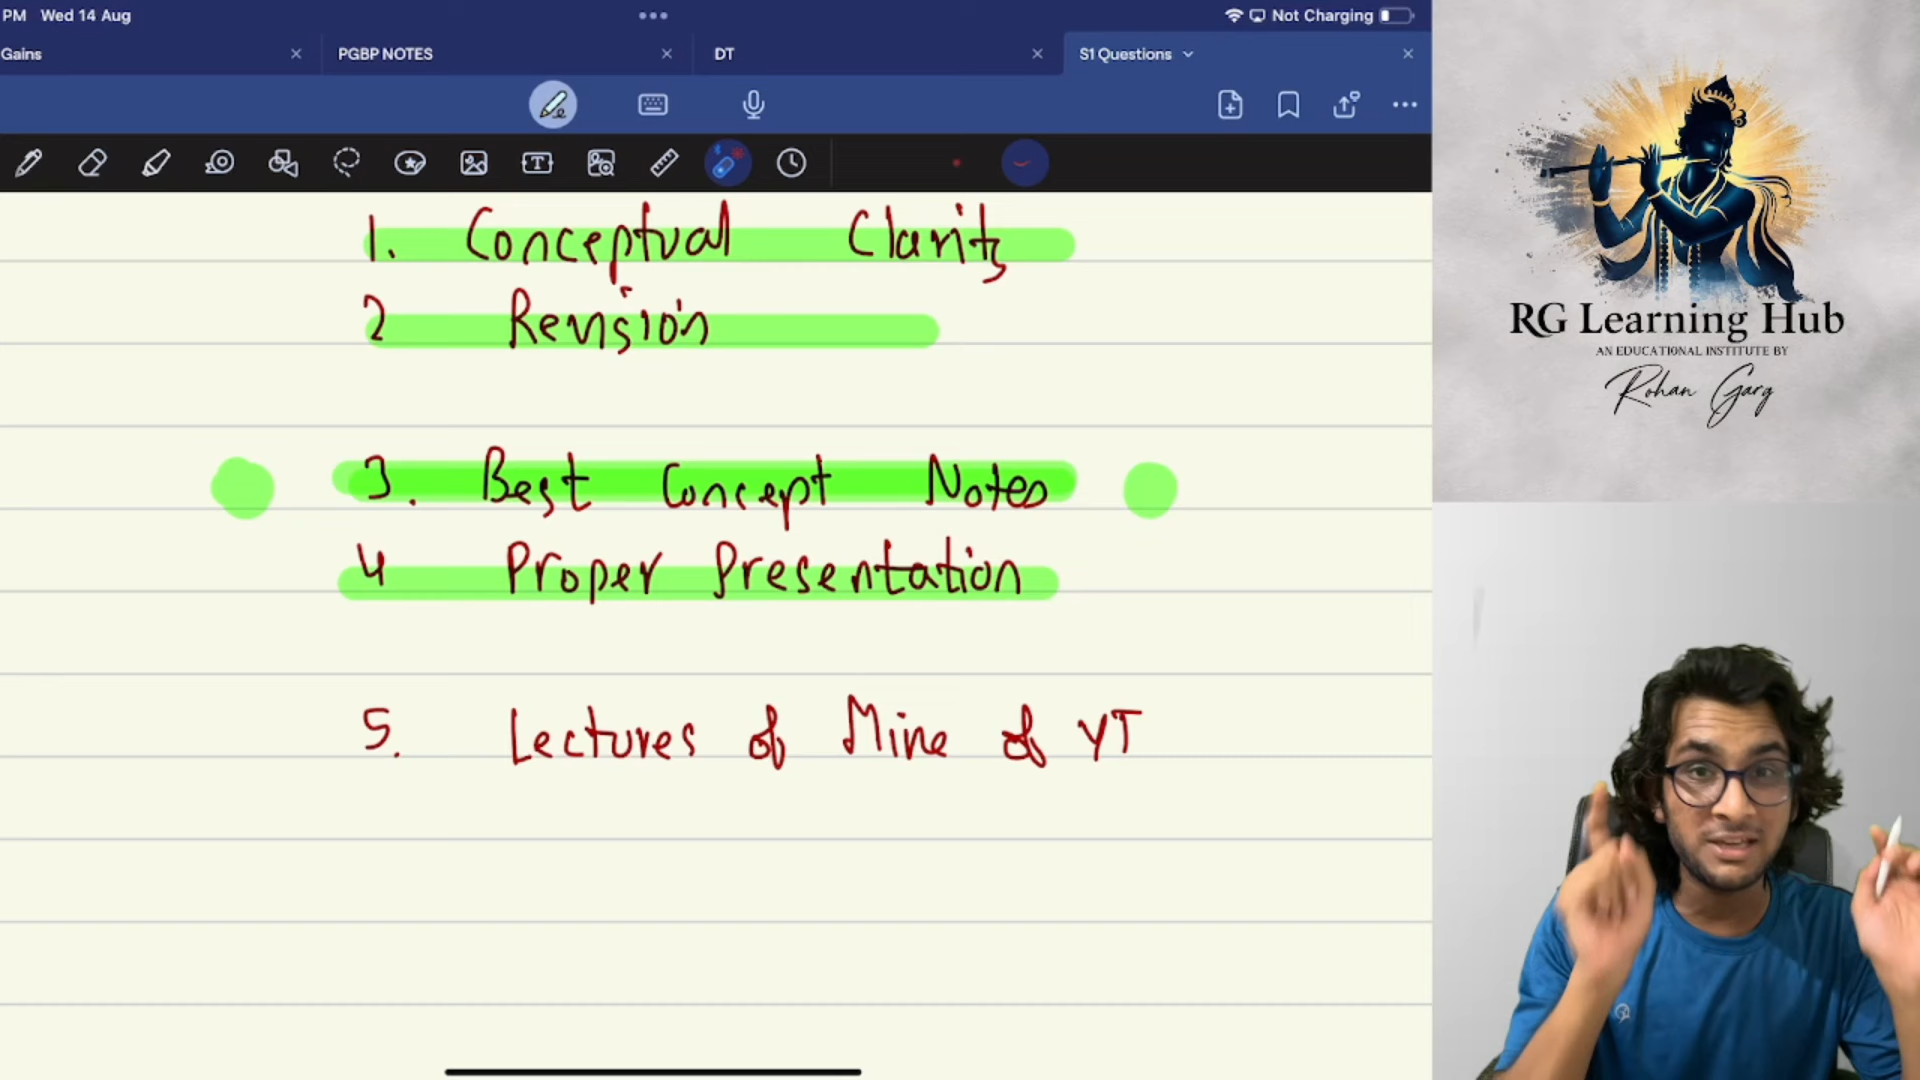 PM Wed 14 Aug
Not Charging
Gains
PGBP NOTES
DT
S1 Questions
1. Conceptual Clarity
2 Revision
3. Best Concept Notes
4 Proper Presentation
5. Lectures of Mine of YT
RG Learning Hub
AN EDUCATIONAL INSTITUTE BY
Rohan Garg